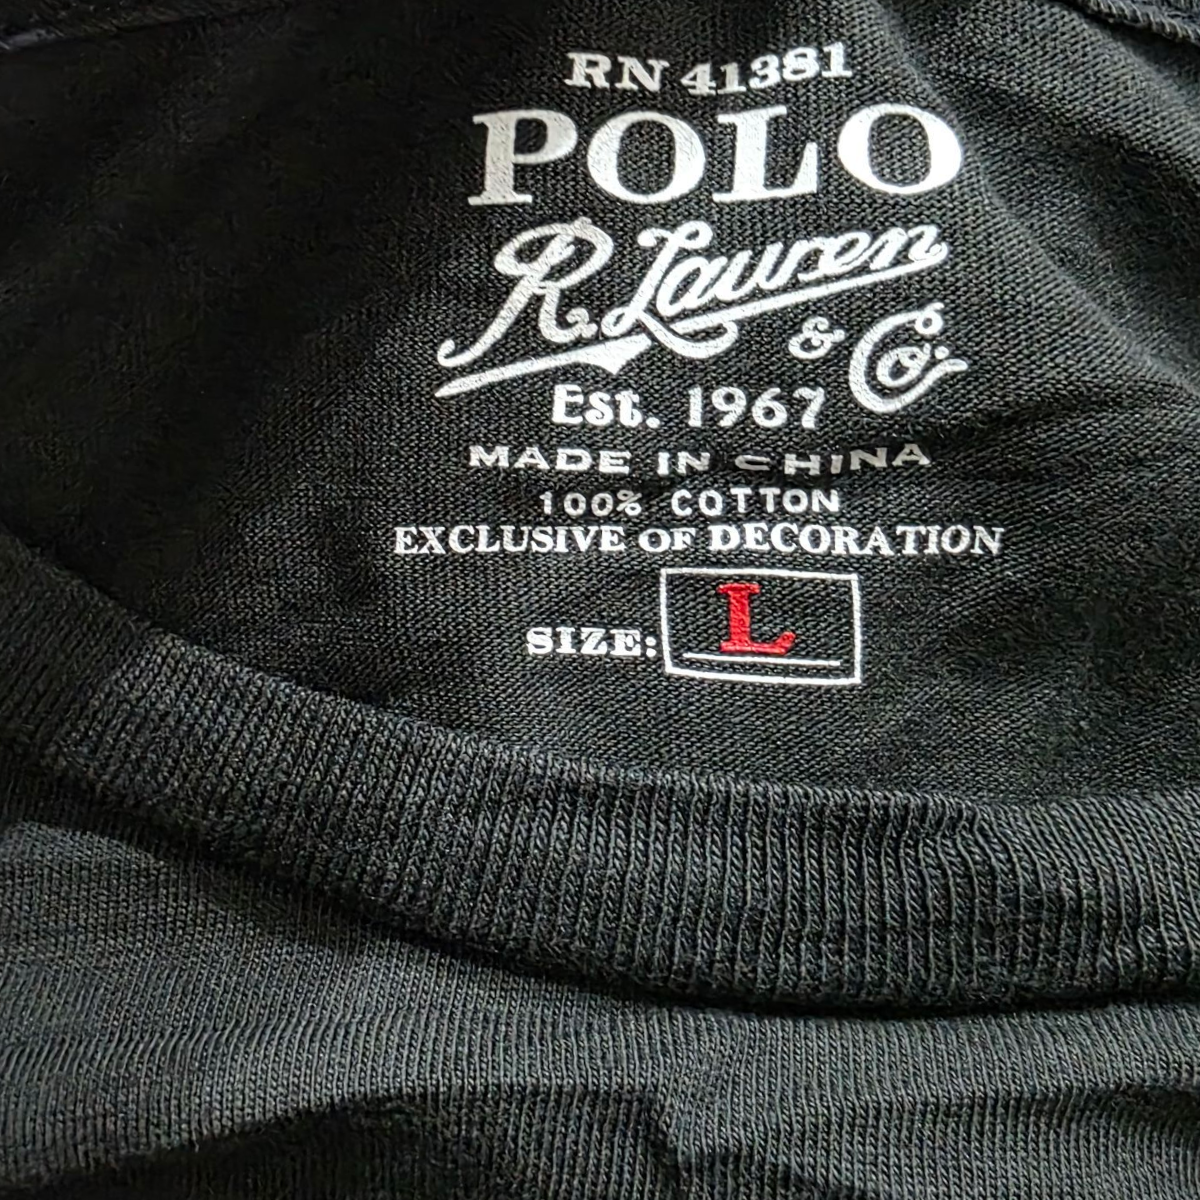 RN 41381
POLO
R. Lauren
& Co.
Est. 1967
MADE IN CHINA
100% COTTON
EXCLUSIVE OF DECORATION
SIZE: L